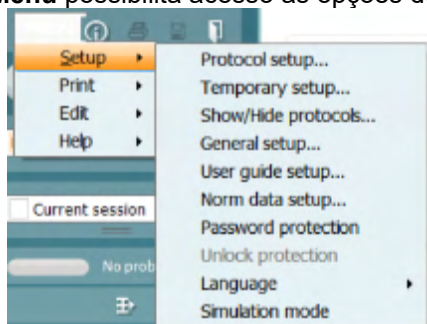 enu possibilita acesso às opções d
Setup
Print
Edit
Help
Protocol setup...
Temporary setup...
Show/Hide protocols...
General setup...
User guide setup...
Norm data setup...
Password protection
Unlock protection
Language
Simulation mode
Current session
No prob